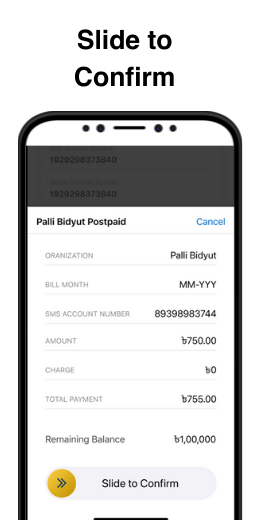 Slide to
Confirm
1929298373840
1929298373840
Palli Bidyut Postpaid Cancel
ORANIZATION Palli Bidyut
BILL MONTH MM-YYY
SMS ACCOUNT NUMBER 89398983744
AMOUNT ৳750.00
CHARGE ৳0
TOTAL PAYMENT ৳755.00
Remaining Balance ৳1,00,000
Slide to Confirm